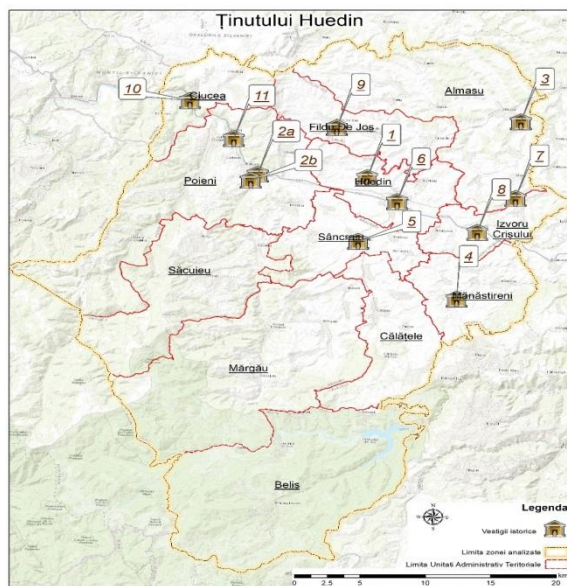 Ținutului Huedin
10
11
9
3
Ciucea
Almasu
2a
Fildu De Jos
1
6
7
Poieni
2b
Huedin
8
5
Izvoru
Crișului
Sâncraiu
4
Săcuieu
Mănăstireni
Călățele
Mărgău
Belis
Legenda
Vestigii istorice
Limita zonei analizate
Limita Unitati Administrativ Teritoriale
0 2.5 5 10 15 20